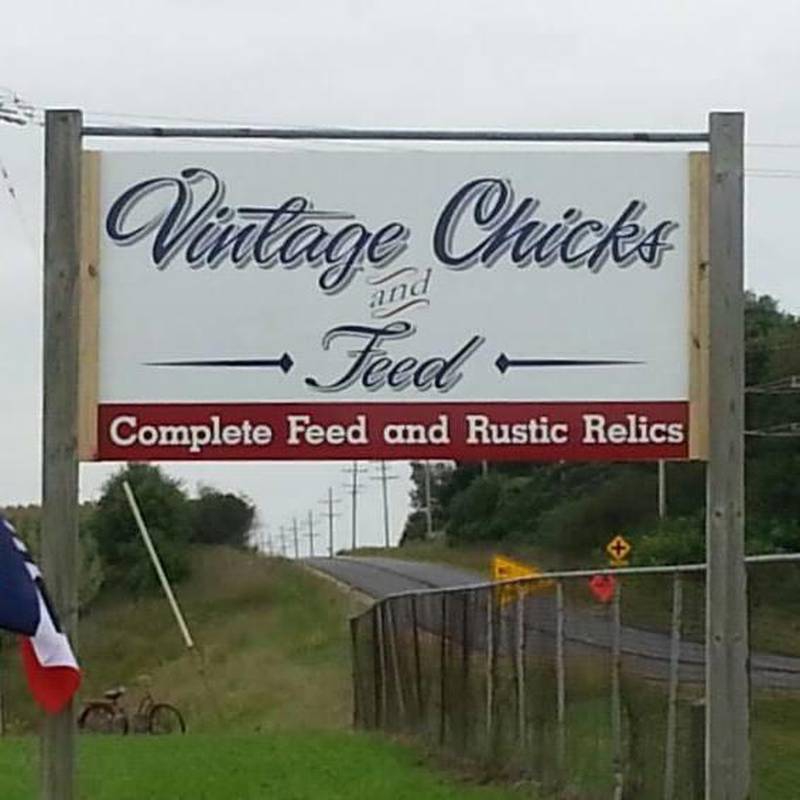 Vintage Chicks
and
Feed
Complete Feed and Rustic Relics